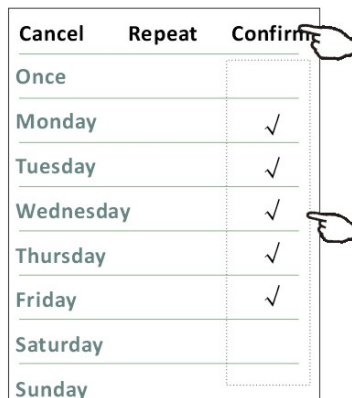 Cancel Repeat Confirm
Once
Monday √
Tuesday √
Wednesday √
Thursday √
Friday √
Saturday
Sunday